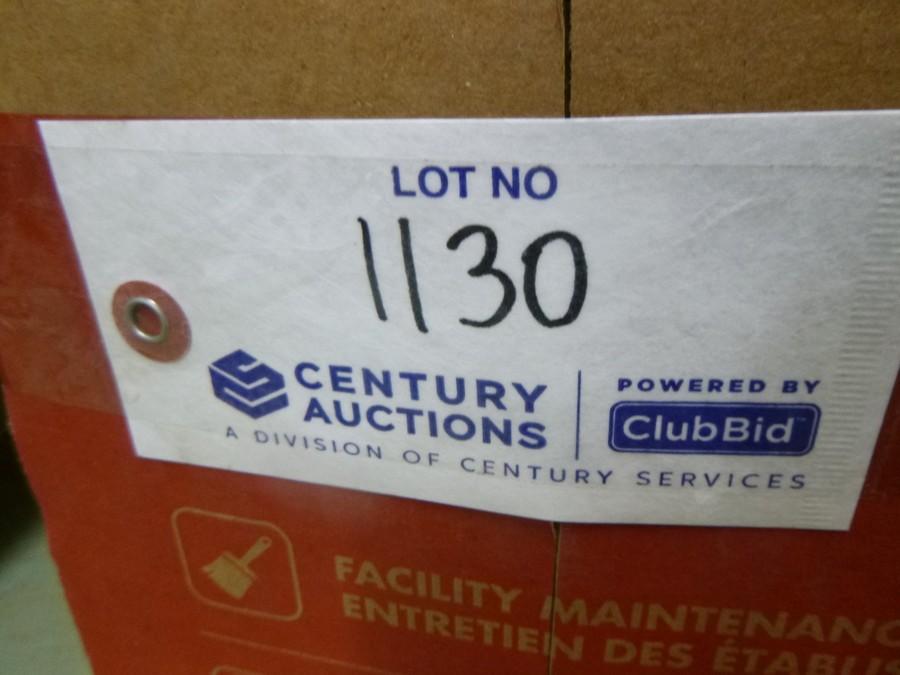 LOT NO
1130
CENTURY
AUCTIONS
A DIVISION OF CENTURY SERVICES
POWERED BY
ClubBid
FACILITY
ENTRETIEN DES